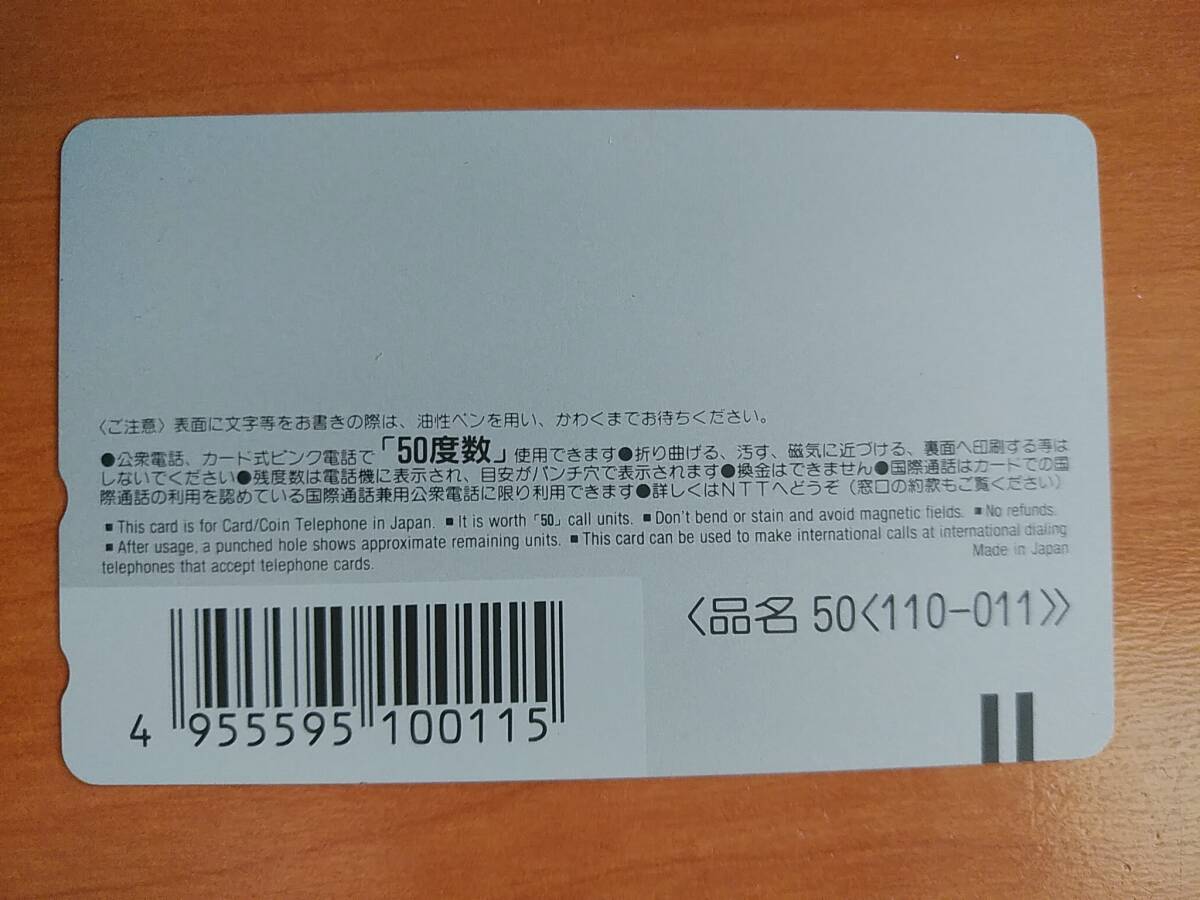 〈ご注意〉表面に文字等をお書きの際は、油性ペンを用い、かわくまでお待ちください。
●公衆電話、カード式ピンク電話で「50度数」使用できます●折り曲げる、汚す、磁気に近づける、裏面へ印刷する等は
しないでください●残度数は電話機に表示され、目安がパンチ穴で表示されます●換金はできません●国際通話はカードでの国
際通話の利用を認めている国際通話兼用公衆電話に限り利用できます●詳しくはNTTへどうぞ（窓口の約款もご覧ください）
■This card is for Card/Coin Telephone in Japan. ■It is worth「50」call units. ■Don't bend or stain and avoid magnetic fields. ■No refunds.
■After usage, a punched hole shows approximate remaining units. ■This card can be used to make international calls at international dialing
telephones that accept telephone cards.
Made in Japan
〈品名 50〈110-011〉〉
4 955595 100115